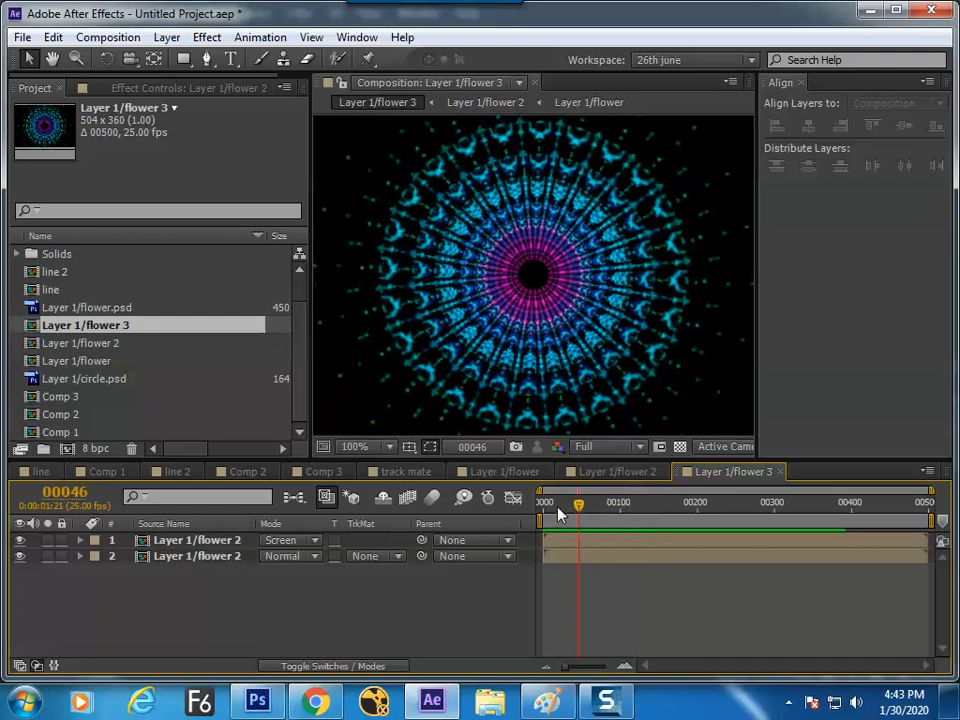 Adobe After Effects - Untitled Project.aep *
File Edit Composition Layer Effect Animation View Window Help
Workspace: 26th june Search Help
Project Effect Controls: Layer 1/flower 2 Composition: Layer 1/flower 3 Align
Layer 1/flower 3 Layer 1/flower 2 Layer 1/flower
Layer 1/flower 3
504 x 360 (1.00)
Δ 00500, 25.00 fps
Align Layers to: Composition
Distribute Layers:
Name Size
Solids
line 2
line
Layer 1/flower.psd 450
Layer 1/flower 3
Layer 1/flower 2
Layer 1/flower
Layer 1/circle.psd 164
Comp 3
Comp 2
Comp 1
8 bpc 100% 00046 Full Active Came
line Comp 1 line 2 Comp 2 Comp 3 track mate Layer 1/flower Layer 1/flower 2 Layer 1/flower 3
00046
0:00:01:21 (25.00 fps)
0000 00100 00200 00300 00400 0050
# Source Name Mode T TrkMat Parent
1 Layer 1/flower 2 Screen None
2 Layer 1/flower 2 Normal None None
Toggle Switches / Modes
F6 Ps Ae S
4:43 PM
1/30/2020